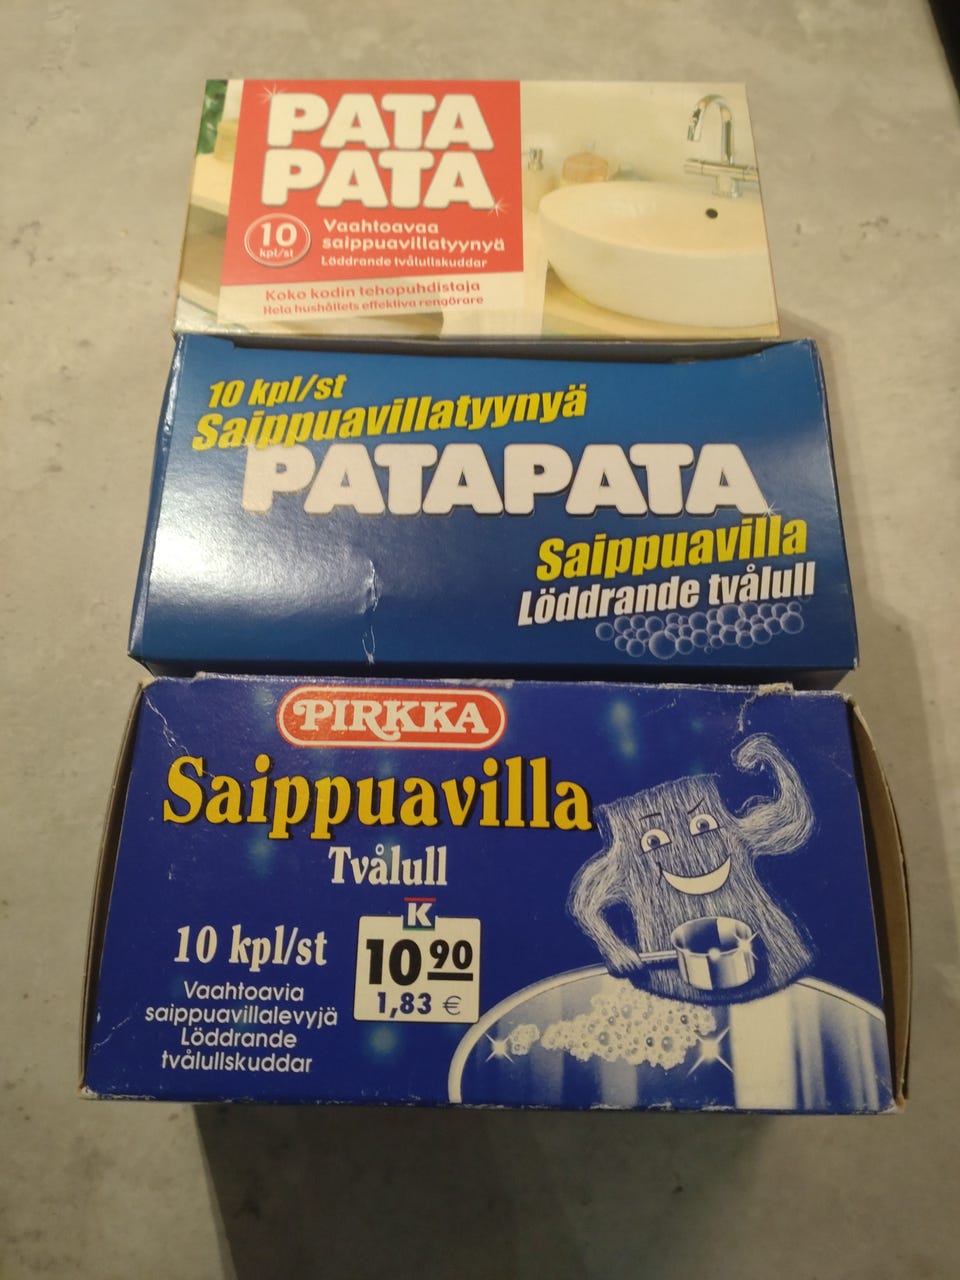 PATA
PATA
10
kpl/st
Vaahtoavaa
saippuavillatyynyä
Löddrande tvålullskuddar
Koko kodin tehopuhdistaja
Hela hushållets effektiva rengörare
10 kpl/st
Saippuavillatyynyä
PATAPATA
Saippuavilla
Löddrande tvålull
PIRKKA
Saippuavilla
Tvålull
10 kpl/st
Vaahtoavia
saippuavillalevyjä
Löddrande
tvålullskuddar
K
10 90
1,83 €